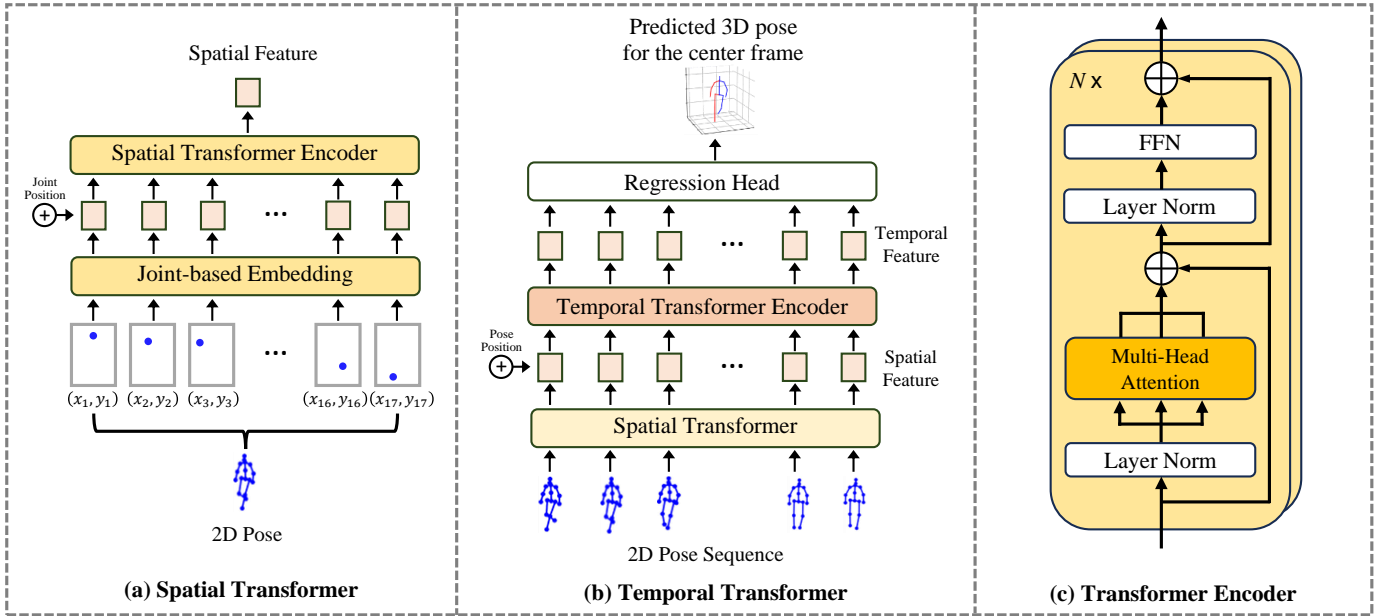 Spatial Feature
Spatial Transformer Encoder
Joint
Position
+
...
Joint-based Embedding
...
(x₁, y₁) (x₂, y₂) (x₃, y₃) (x₁₆, y₁₆) (x₁₇, y₁₇)
2D Pose
(a) Spatial Transformer
Predicted 3D pose
for the center frame
Regression Head
...
Temporal
Feature
Temporal Transformer Encoder
Pose
Position
+
...
Spatial
Feature
Spatial Transformer
2D Pose Sequence
(b) Temporal Transformer
N x
FFN
Layer Norm
Multi-Head
Attention
Layer Norm
(c) Transformer Encoder